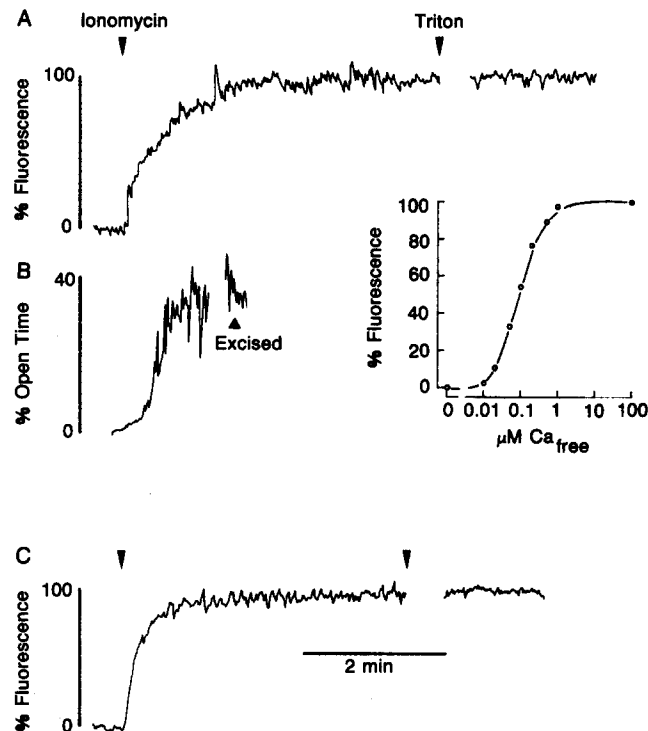 A
Ionomycin
Triton
100
% Fluorescence
0
B
40
% Open Time
0
Excised
100
80
60
40
20
0
% Fluorescence
0 0.01 0.1 1 10 100
μM Ca free
C
100
% Fluorescence
0
2 min